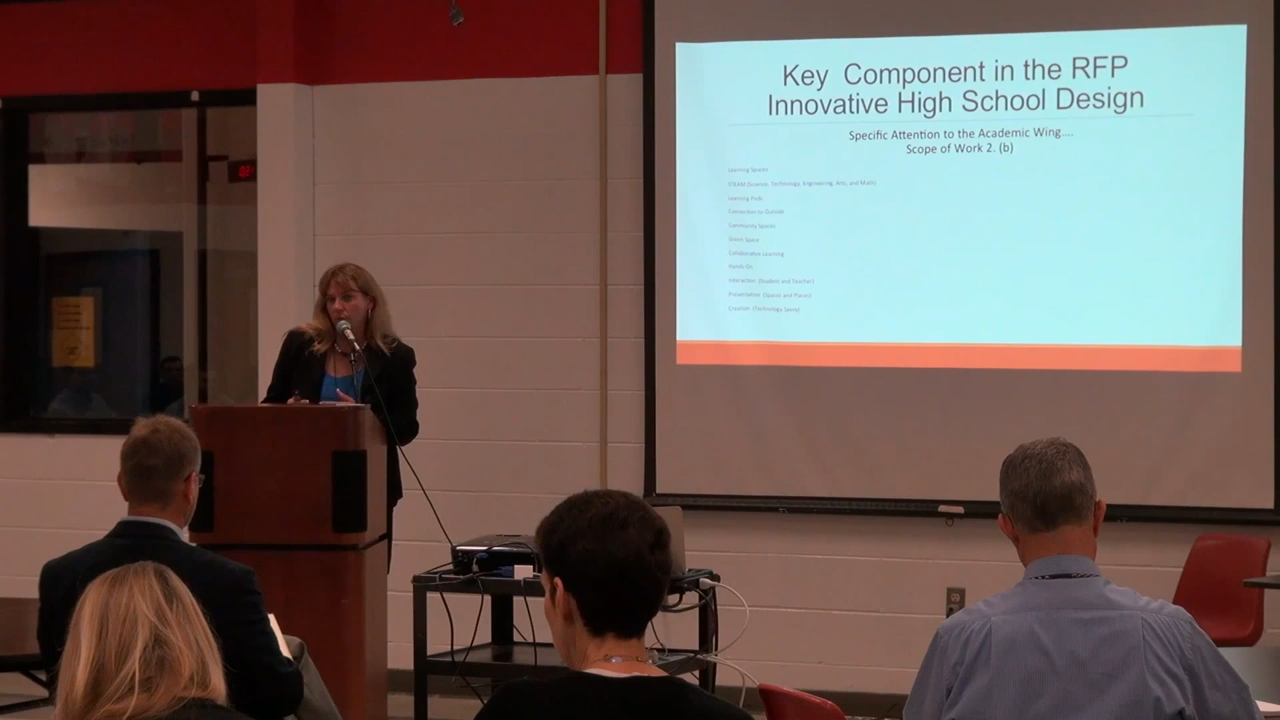 Key Component in the RFP
Innovative High School Design
Specific Attention to the Academic Wing....
Scope of Work 2. (b)
Learning Spaces
STEAM (Science, Technology, Engineering, Arts, and Math)
Learning Pods
Connection to Outside
Community Spaces
Green Space
Collaborative Learning
Hands On
Interaction (Student and Teacher)
Presentation (Spaces and Places)
Creation (Technology Savvy)